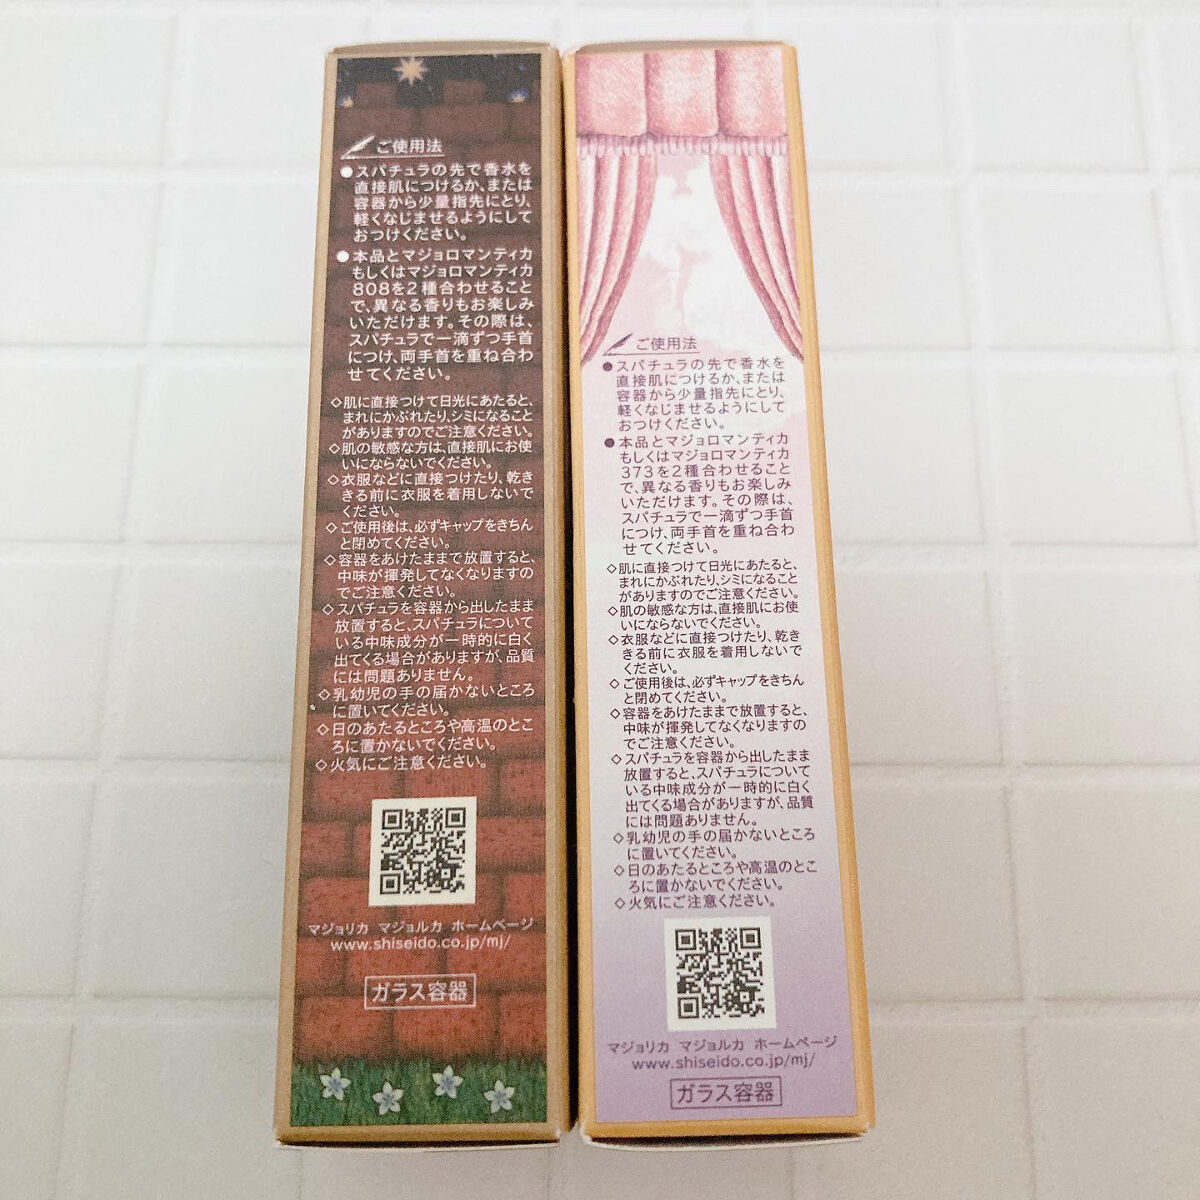 ご使用法
●スパチュラの先で香水を
直接肌につけるか、または
容器から少量指先にとり、
軽くなじませるようにして
おつけください。
●本品とマジョロマンティカ
もしくはマジョロマンティカ
808を2種合わせること
で、異なる香りもお楽しみ
いただけます。その際は、
スパチュラで一滴ずつ手首
につけ、両手首を重ね合わ
せてください。
◇肌に直接つけて日光にあたると、
まれにかぶれたり、シミになること
がありますのでご注意ください。
◇肌の敏感な方は、直接肌にお使
いにならないでください。
◇衣服などに直接つけたり、乾き
きる前に衣服を着用しないで
ください。
◇ご使用後は、必ずキャップをきちん
と閉めてください。
◇容器をあけたままで放置すると、
中味が揮発してなくなりますの
でご注意ください。
◇スパチュラを容器から出したまま
放置すると、スパチュラについて
いる中味成分が一時的に白く
出てくる場合がありますが、品質
には問題ありません。
◇乳幼児の手の届かないところ
に置いてください。
◇日のあたるところや高温のとこ
ろに置かないでください。
◇火気にご注意ください。
マジョリカ マジョルカ ホームページ
www.shiseido.co.jp/mj/
ガラス容器
ご使用法
●スパチュラの先で香水を
直接肌につけるか、または
容器から少量指先にとり、
軽くなじませるようにして
おつけください。
●本品とマジョロマンティカ
もしくはマジョロマンティカ
373を2種合わせること
で、異なる香りもお楽しみ
いただけます。その際は、
スパチュラで一滴ずつ手首
につけ、両手首を重ね合わ
せてください。
◇肌に直接つけて日光にあたると、
まれにかぶれたり、シミになること
がありますのでご注意ください。
◇肌の敏感な方は、直接肌にお使
いにならないでください。
◇衣服などに直接つけたり、乾き
きる前に衣服を着用しないで
ください。
◇ご使用後は、必ずキャップをきちん
と閉めてください。
◇容器をあけたままで放置すると、
中味が揮発してなくなりますの
でご注意ください。
◇スパチュラを容器から出したまま
放置すると、スパチュラについて
いる中味成分が一時的に白く
出てくる場合がありますが、品質
には問題ありません。
◇乳幼児の手の届かないところ
に置いてください。
◇日のあたるところや高温のとこ
ろに置かないでください。
◇火気にご注意ください。
マジョリカ マジョルカ ホームページ
www.shiseido.co.jp/mj/
ガラス容器